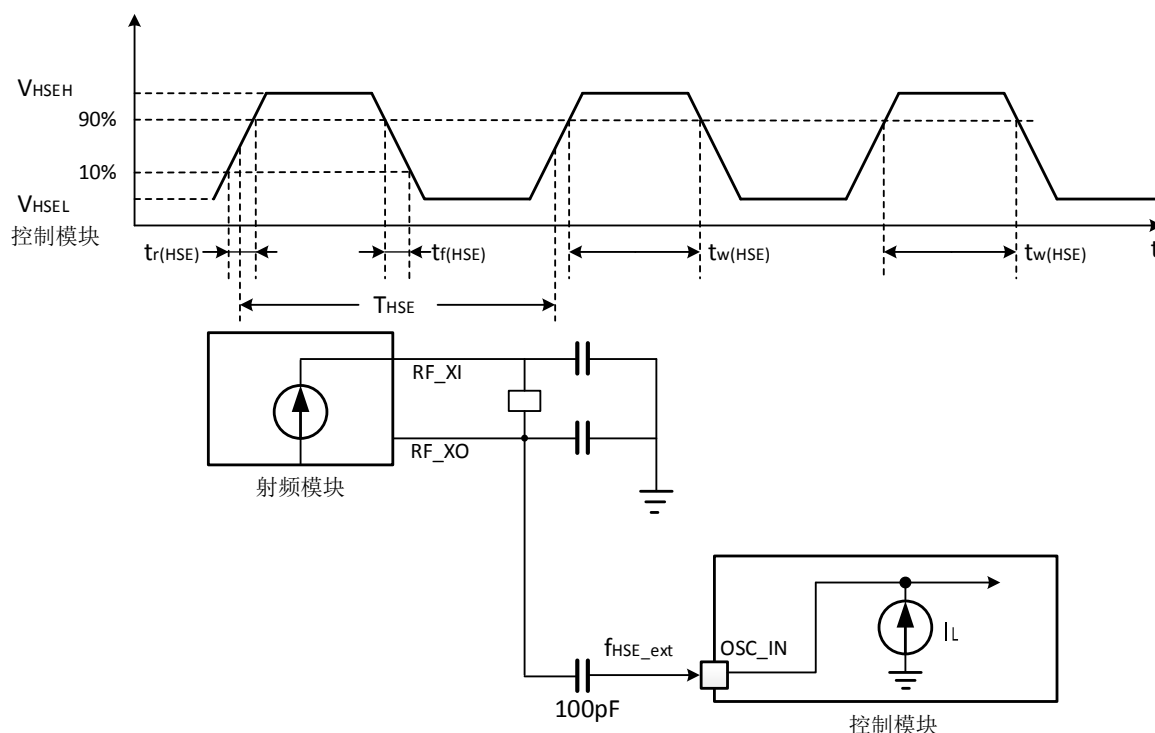 VHSEH
90%
10%
VHSEL
控制模块
tr(HSE)
tf(HSE)
tw(HSE)
tw(HSE)
t
THSE
RF_XI
RF_XO
射频模块
fHSE_ext
OSC_IN
IL
100pF
控制模块